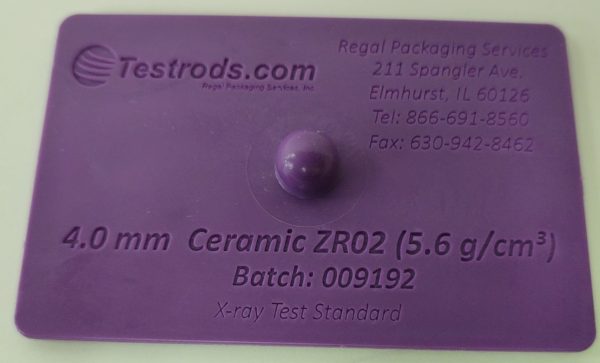 Testrods.com
Regal Packaging Services, Inc.
Regal Packaging Services
211 Spangler Ave.
Elmhurst, IL 60126
Tel: 866-691-8560
Fax: 630-942-8462
4.0 mm Ceramic ZR02 (5.6 g/cm³)
Batch: 009192
X-ray Test Standard